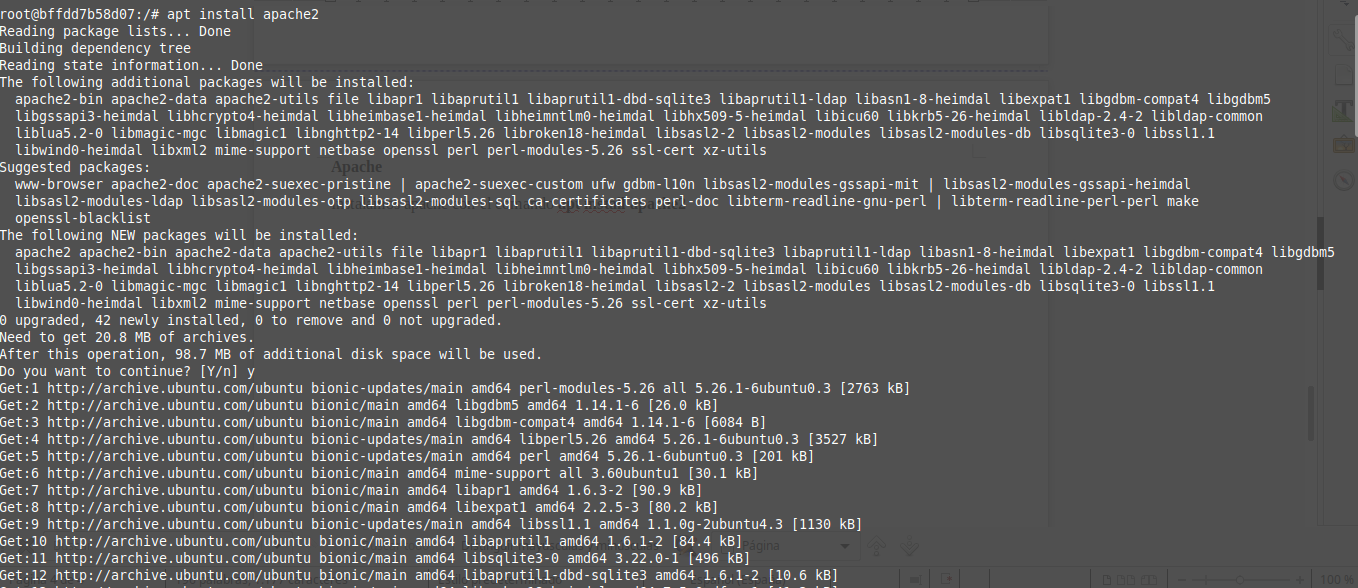 root@bffdd7b58d07:/# apt install apache2
Reading package lists... Done
Building dependency tree
Reading state information... Done
The following additional packages will be installed:
apache2-bin apache2-data apache2-utils file libapr1 libaprutil1 libaprutil1-dbd-sqlite3 libaprutil1-ldap libasn1-8-heimdal libexpat1 libgdbm-compat4 libgdbm5
libgssapi3-heimdal libhcrypto4-heimdal libheimbase1-heimdal libheimntlm0-heimdal libhx509-5-heimdal libicu60 libkrb5-26-heimdal libldap-2.4-2 libldap-common
liblua5.2-0 libmagic-mgc libmagic1 libnghttp2-14 libperl5.26 libroken18-heimdal libsasl2-2 libsasl2-modules libsasl2-modules-db libsqlite3-0 libssl1.1
libwind0-heimdal libxml2 mime-support netbase openssl perl perl-modules-5.26 ssl-cert xz-utils
Suggested packages:
Apache
www-browser apache2-doc apache2-suexec-pristine | apache2-suexec-custom ufw gdbm-l10n libsasl2-modules-gssapi-mit | libsasl2-modules-gssapi-heimdal
libsasl2-modules-ldap libsasl2-modules-otp libsasl2-modules-sql ca-certificates perl-doc libterm-readline-gnu-perl | libterm-readline-perl-perl make
openssl-blacklist
The following NEW packages will be installed:
apache2 apache2-bin apache2-data apache2-utils file libapr1 libaprutil1 libaprutil1-dbd-sqlite3 libaprutil1-ldap libasn1-8-heimdal libexpat1 libgdbm-compat4 libgdbm5
libgssapi3-heimdal libhcrypto4-heimdal libheimbase1-heimdal libheimntlm0-heimdal libhx509-5-heimdal libicu60 libkrb5-26-heimdal libldap-2.4-2 libldap-common
liblua5.2-0 libmagic-mgc libmagic1 libnghttp2-14 libperl5.26 libroken18-heimdal libsasl2-2 libsasl2-modules libsasl2-modules-db libsqlite3-0 libssl1.1
libwind0-heimdal libxml2 mime-support netbase openssl perl perl-modules-5.26 ssl-cert xz-utils
0 upgraded, 42 newly installed, 0 to remove and 0 not upgraded.
Need to get 20.8 MB of archives.
After this operation, 98.7 MB of additional disk space will be used.
Do you want to continue? [Y/n] y
Get:1 http://archive.ubuntu.com/ubuntu bionic-updates/main amd64 perl-modules-5.26 all 5.26.1-6ubuntu0.3 [2763 kB]
Get:2 http://archive.ubuntu.com/ubuntu bionic/main amd64 libgdbm5 amd64 1.14.1-6 [26.0 kB]
Get:3 http://archive.ubuntu.com/ubuntu bionic/main amd64 libgdbm-compat4 amd64 1.14.1-6 [6084 B]
Get:4 http://archive.ubuntu.com/ubuntu bionic-updates/main amd64 libperl5.26 amd64 5.26.1-6ubuntu0.3 [3527 kB]
Get:5 http://archive.ubuntu.com/ubuntu bionic-updates/main amd64 perl amd64 5.26.1-6ubuntu0.3 [201 kB]
Get:6 http://archive.ubuntu.com/ubuntu bionic/main amd64 mime-support all 3.60ubuntu1 [30.1 kB]
Get:7 http://archive.ubuntu.com/ubuntu bionic/main amd64 libapr1 amd64 1.6.3-2 [90.9 kB]
Get:8 http://archive.ubuntu.com/ubuntu bionic/main amd64 libexpat1 amd64 2.2.5-3 [80.2 kB]
Get:9 http://archive.ubuntu.com/ubuntu bionic-updates/main amd64 libssl1.1 amd64 1.1.0g-2ubuntu4.3 [1130 kB]
Get:10 http://archive.ubuntu.com/ubuntu bionic/main amd64 libaprutil1 amd64 1.6.1-2 [84.4 kB]
Página
Get:11 http://archive.ubuntu.com/ubuntu bionic/main amd64 libsqlite3-0 amd64 3.22.0-1 [496 kB]
Get:12 http://archive.ubuntu.com/ubuntu bionic/main amd64 libaprutil1-dbd-sqlite3 amd64 1.6.1-2 [10.6 kB]
100 %